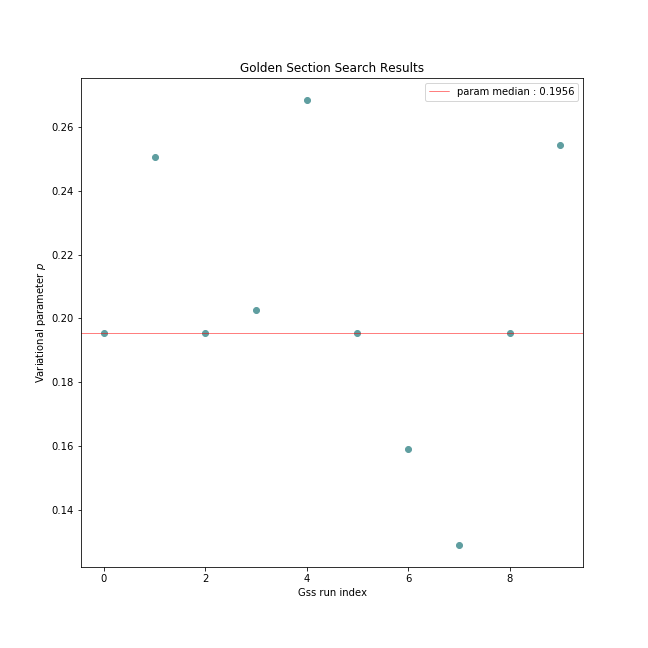 Golden Section Search Results
param median : 0.1956
0.26
0.24
0.22
0.20
0.18
0.16
0.14
Variational parameter p
0 2 4 6 8
Gss run index